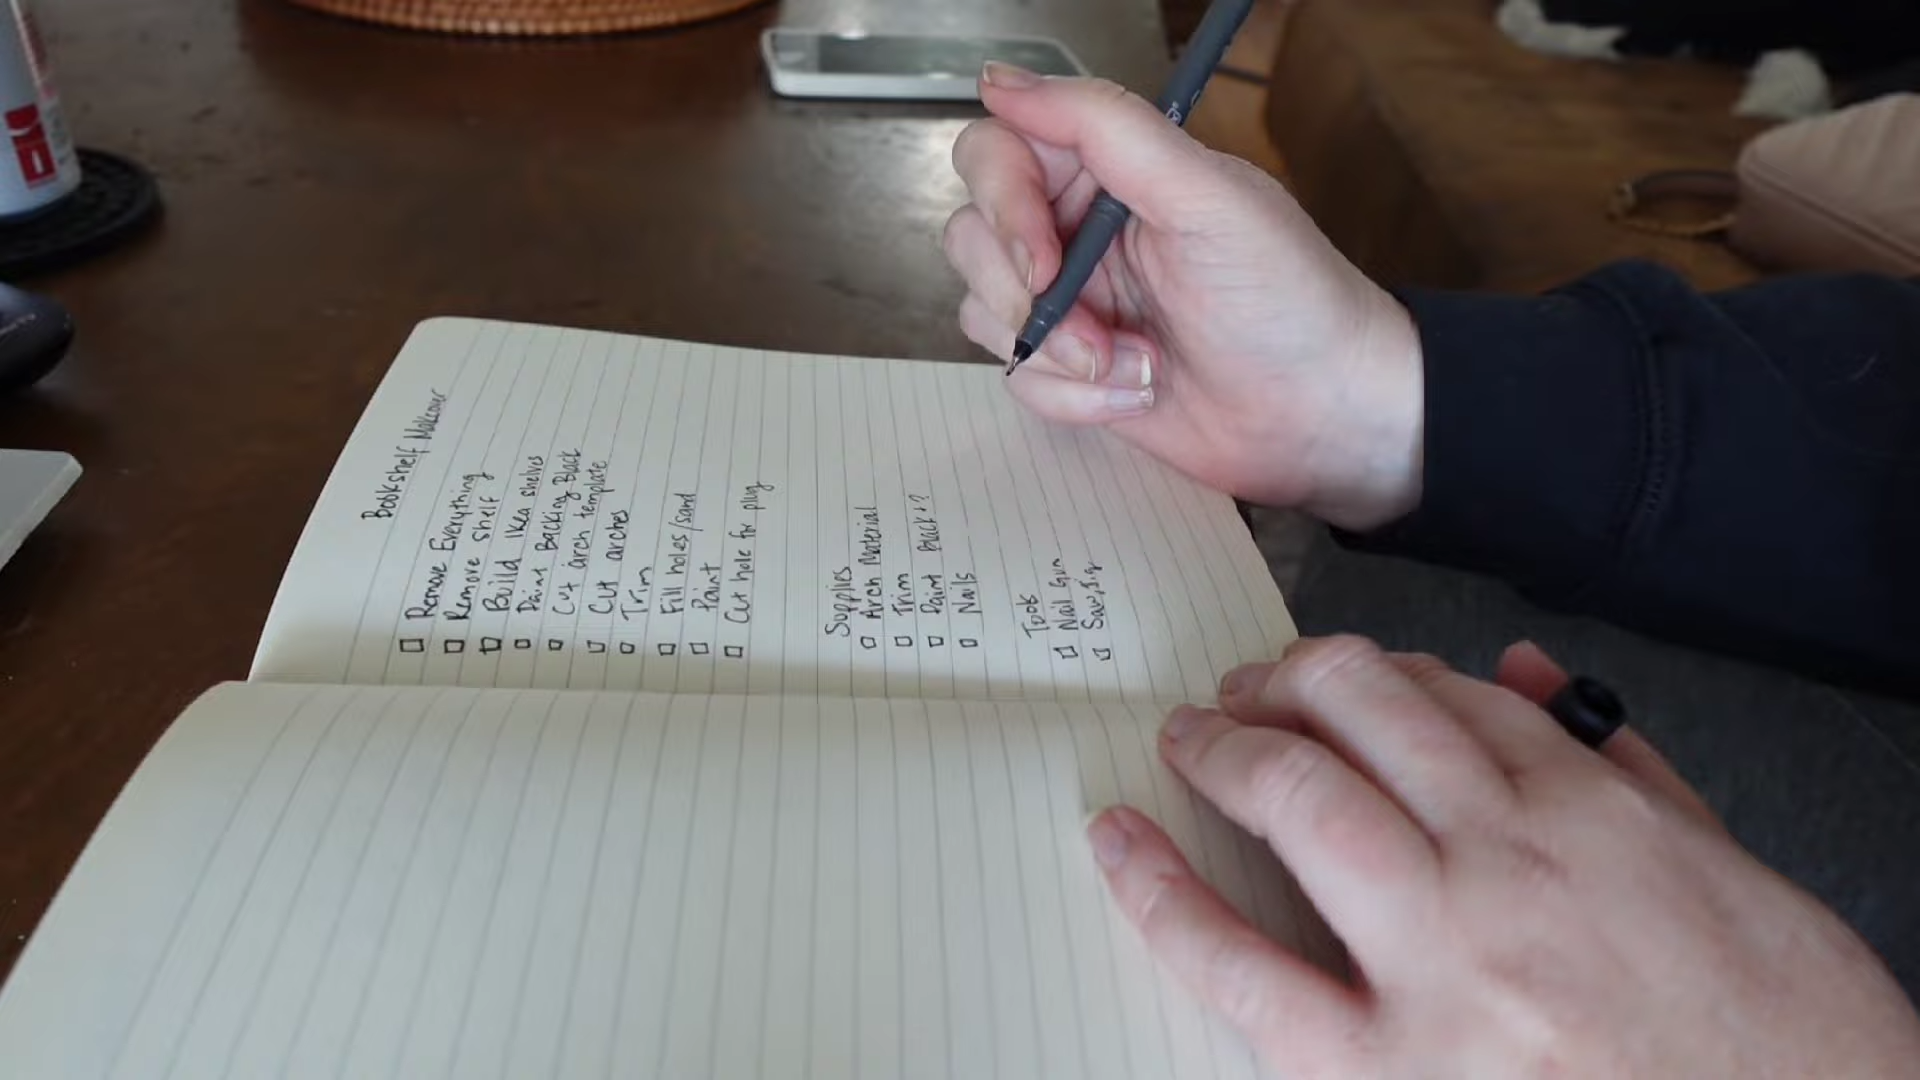 Bookshelf Makeover
Remove Everything
Remove shelf
Build Ikea shelves
Paint Backing Black
Cut arch template
Cut arches
Trim
Fill holes/sand
Paint
Cut hole for plug
Supplies
Arch Material
Trim
Paint Black + ?
Nails
Tools
Nail Gun
Saw, Jig